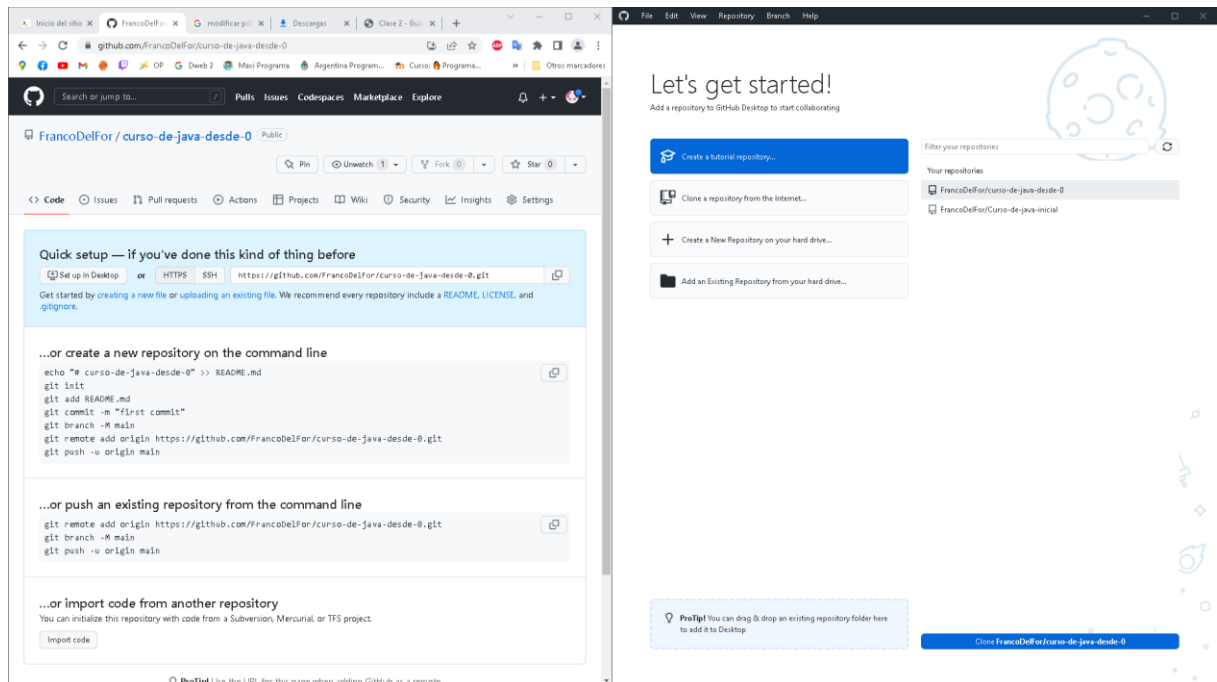 Inicio del sitio
FrancoDelFor
modificar pdf
Descargas
Clase 2 - Guía
github.com/FrancoDelFor/curso-de-java-desde-0
OP
Dweb 2
Maxi Programa
Argentina Program...
Curso: Programa...
»
Otros marcadores
Search or jump to...
/
Pulls
Issues
Codespaces
Marketplace
Explore
FrancoDelFor / curso-de-java-desde-0
Public
Pin
Unwatch 1
Fork 0
Star 0
<> Code
Issues
Pull requests
Actions
Projects
Wiki
Security
Insights
Settings
Quick setup — if you've done this kind of thing before
Set up in Desktop or HTTPS SSH https://github.com/FrancoDelFor/curso-de-java-desde-0.git
Get started by creating a new file or uploading an existing file. We recommend every repository include a README, LICENSE, and
.gitignore.
...or create a new repository on the command line
echo "# curso-de-java-desde-0" >> README.md
git init
git add README.md
git commit -m "first commit"
git branch -M main
git remote add origin https://github.com/FrancoDelFor/curso-de-java-desde-0.git
git push -u origin main
...or push an existing repository from the command line
git remote add origin https://github.com/FrancoDelFor/curso-de-java-desde-0.git
git branch -M main
git push -u origin main
...or import code from another repository
You can initialize this repository with code from a Subversion, Mercurial, or TFS project.
Import code
ProTip! Use the URL for this page when adding GitHub as a remote.
File Edit View Repository Branch Help
Let's get started!
Add a repository to GitHub Desktop to start collaborating
Create a tutorial repository...
Clone a repository from the Internet...
Create a New Repository on your hard drive...
Add an Existing Repository from your hard drive...
ProTip! You can drag & drop an existing repository folder here
to add it to Desktop
Filter your repositories
Your repositories
FrancoDelFor/curso-de-java-desde-0
FrancoDelFor/Curso-de-java-inicial
Clone FrancoDelFor/curso-de-java-desde-0